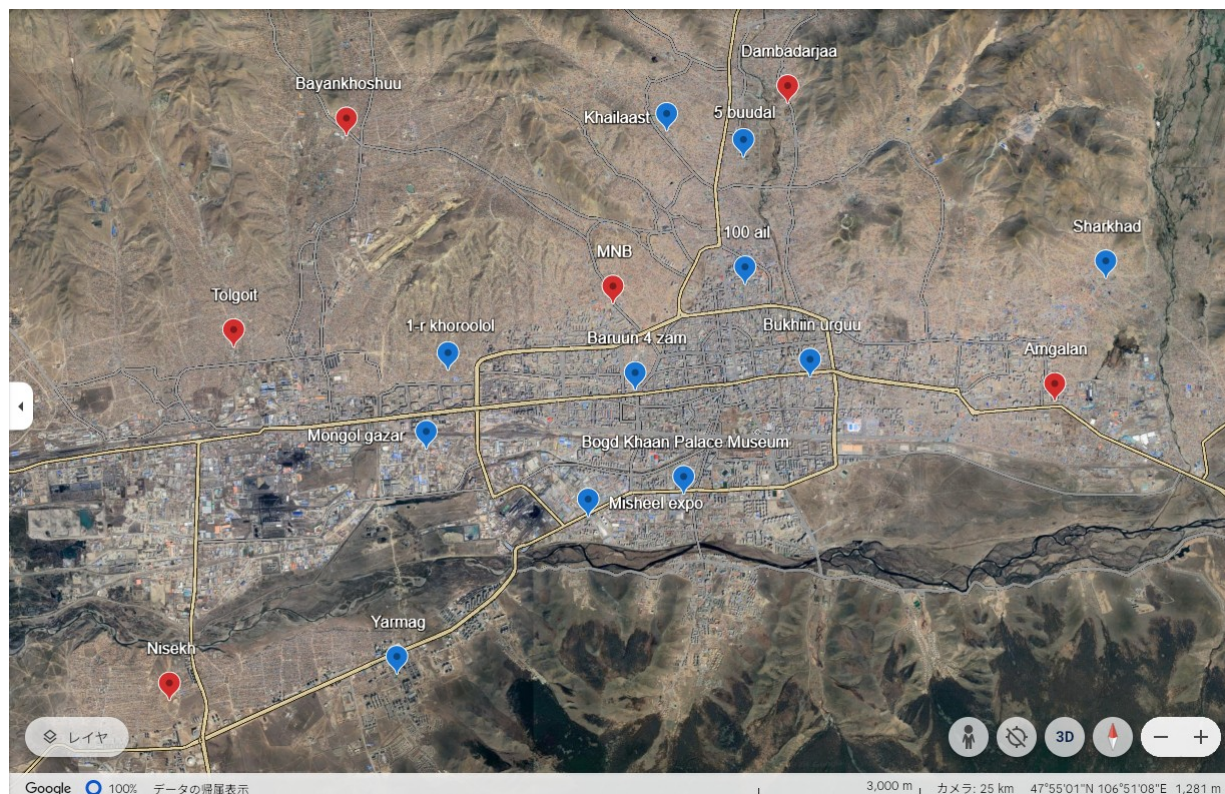 Dambadarjaa
Bayankhoshuu
5 buudal
Khailaast
Sharkhad
100 ail
MNB
Tolgoit
1-r khoroolol
Bukhiin urguu
Baruun 4 zam
Amgalan
Mongol gazar
Bogd Khaan Palace Museum
Misheel expo
Yarmag
Nisekh
レイヤ
3D
Google 100% データの帰属表示 3,000 m カメラ: 25 km 47°55'01"N 106°51'08"E 1,281 m